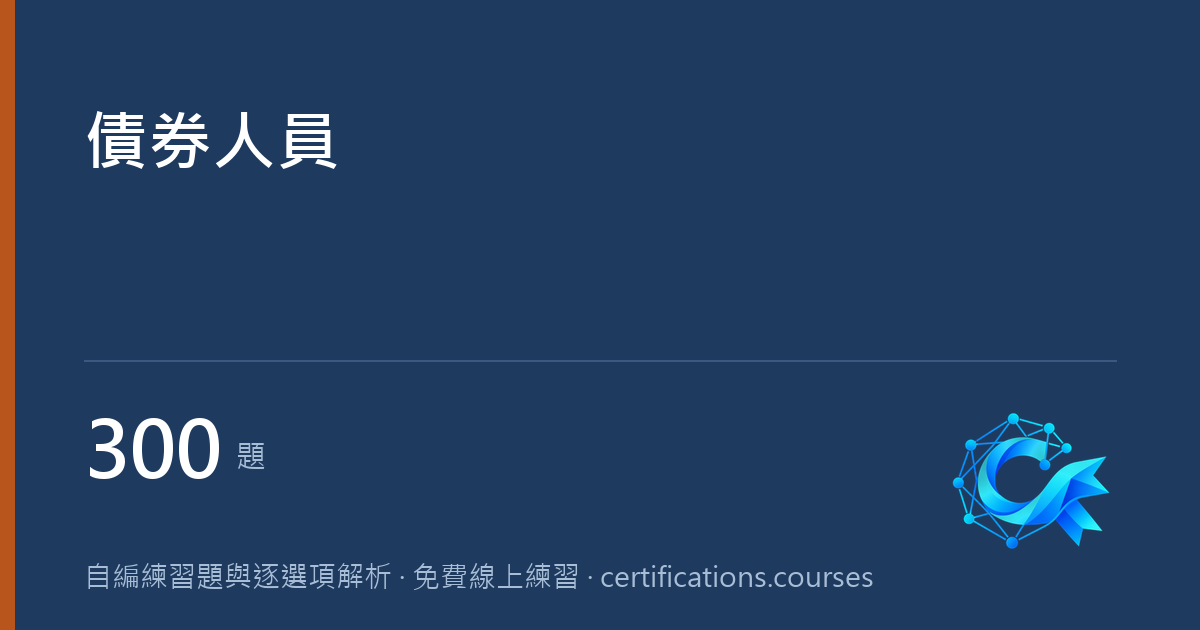 債券人員
300 題
自編練習題與逐選項解析 · 免費線上練習 · certifications.courses